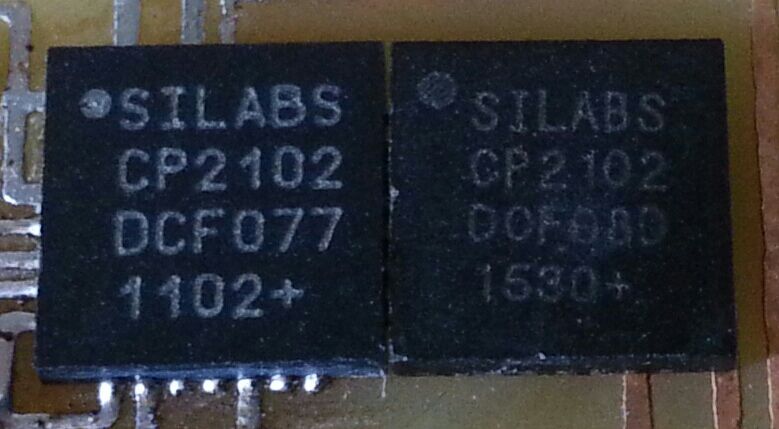 SILABS
CP2102
DCF077
1102+
SILABS
CP2102
1530+